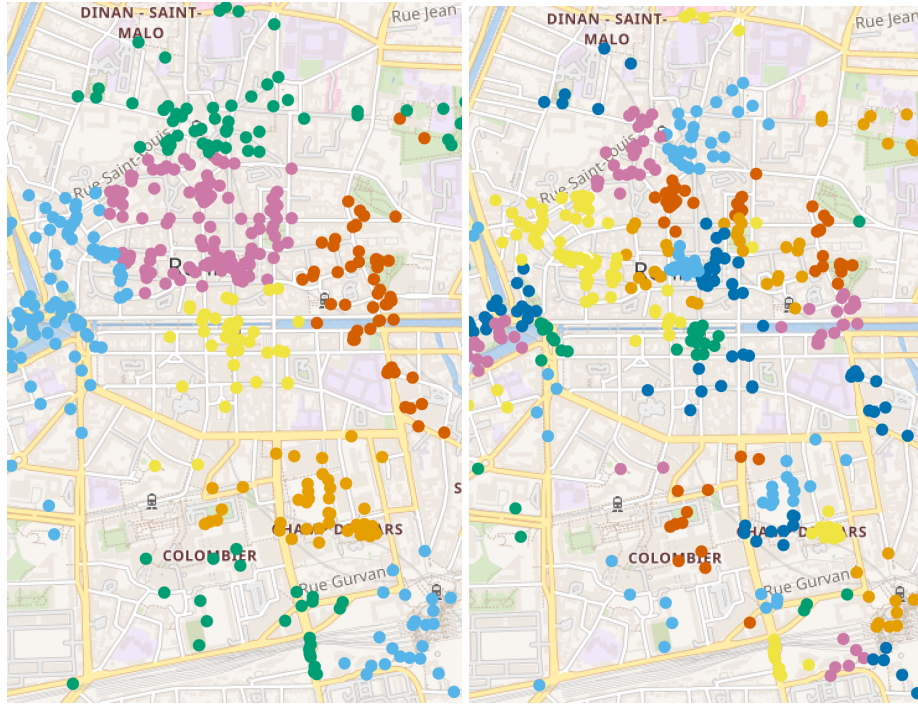 DINAN - SAINT-
MALO
Rue Jean
Rue Saint-Louis
COLOMBIER
Rue Gurvan
DINAN - SAINT-
MALO
Rue Jean
Rue Saint-Louis
COLOMBIER
Rue Gurvan